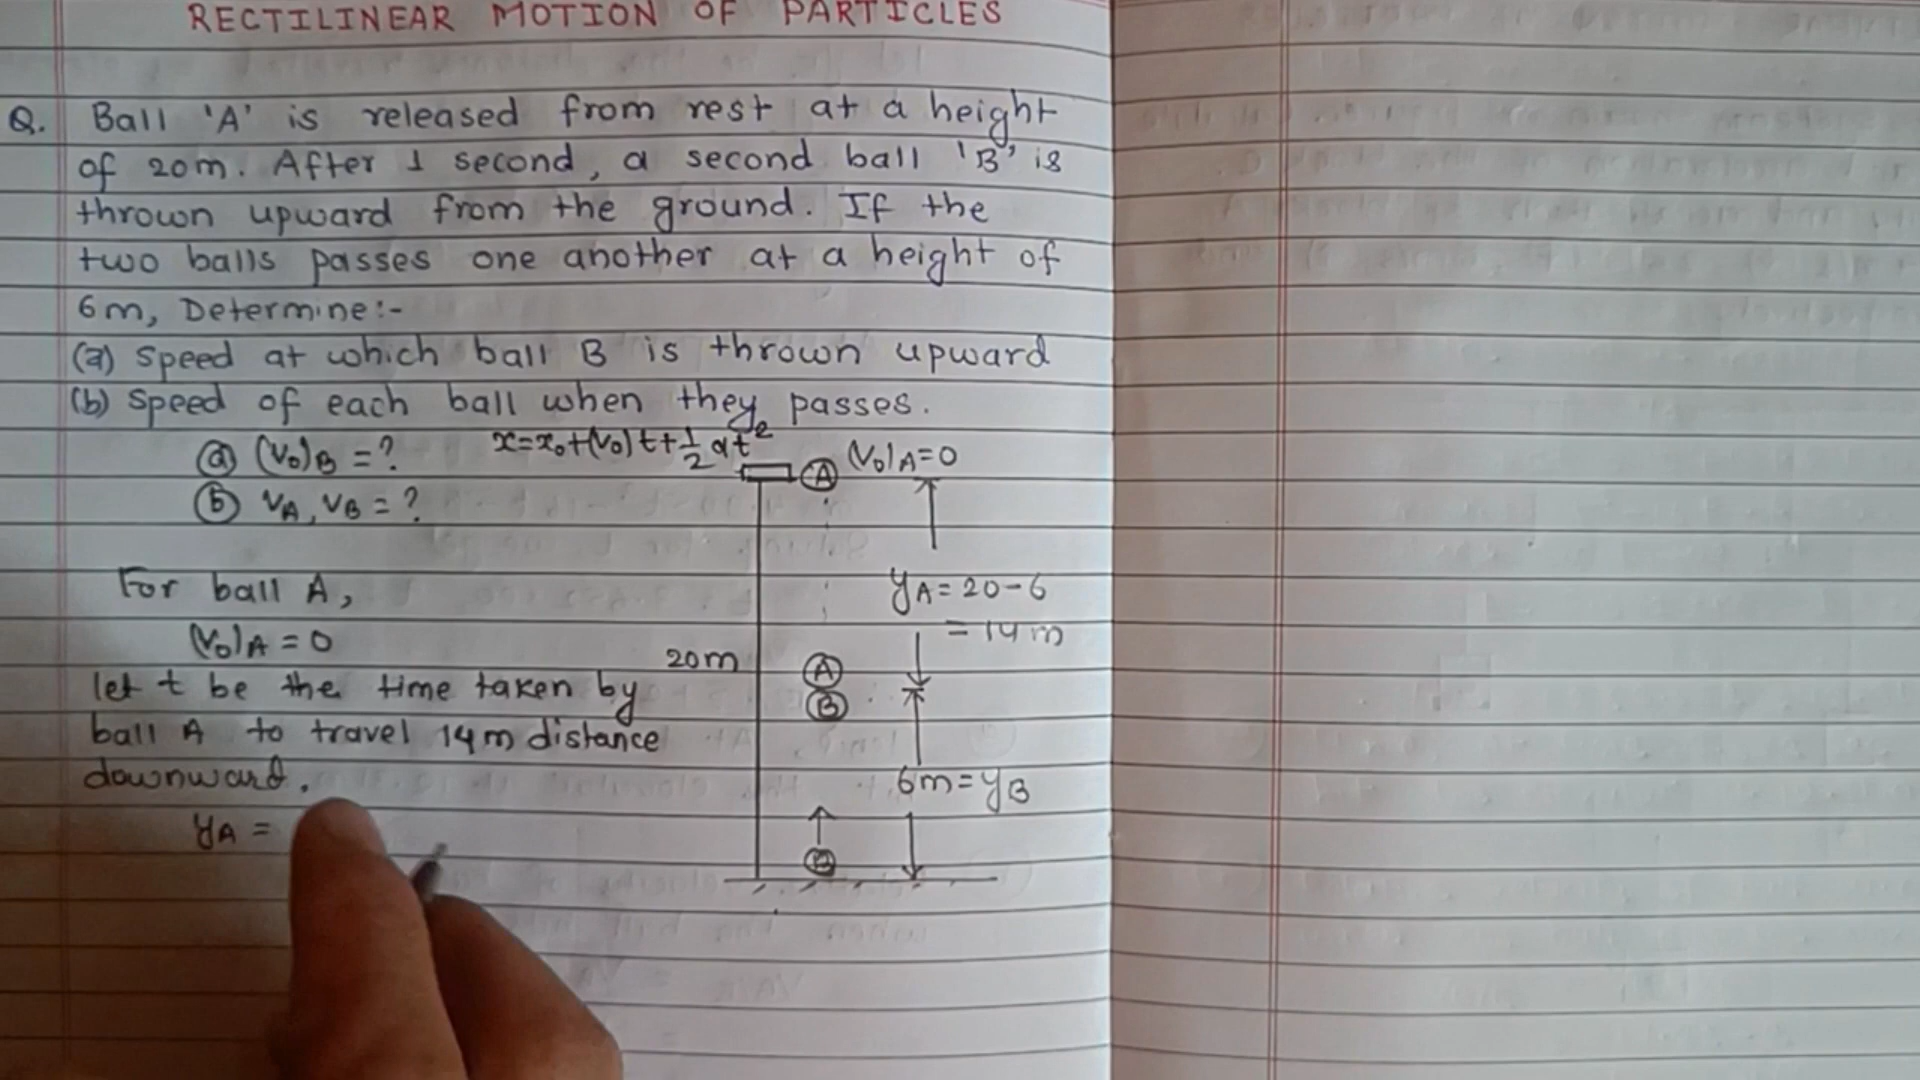 RECTILINEAR MOTION OF PARTICLES
Q. Ball 'A' is released from rest at a height
of 20m. After 1 second, a second ball 'B' is
thrown upward from the ground. If the
two balls passes one another at a height of
6m, Determine:-
(a) Speed at which ball B is thrown upward
(b) Speed of each ball when they passes.
ⓐ (v₀)B = ?
x=x₀+(v₀)t+1/2 at²
ⓑ vA, vB = ?
A (v₀)A=0
For ball A,
(v₀)A = 0
let t be the time taken by
ball A to travel 14m distance
downward.
yA =
yA = 20-6
= 14m
20m
A
B
6m = yB
B